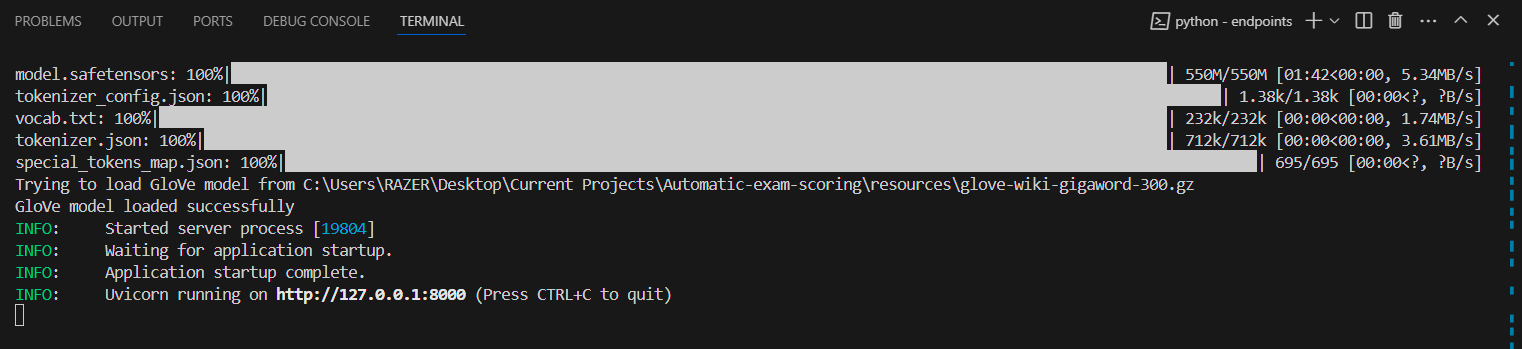 PROBLEMS OUTPUT PORTS DEBUG CONSOLE TERMINAL python - endpoints
model.safetensors: 100%| | 550M/550M [01:42<00:00, 5.34MB/s]
tokenizer_config.json: 100%| | 1.38k/1.38k [00:00<?, ?B/s]
vocab.txt: 100%| | 232k/232k [00:00<00:00, 1.74MB/s]
tokenizer.json: 100%| | 712k/712k [00:00<00:00, 3.61MB/s]
special_tokens_map.json: 100%| | 695/695 [00:00<?, ?B/s]
Trying to load GloVe model from C:\Users\RAZER\Desktop\Current Projects\Automatic-exam-scoring\resources\glove-wiki-gigaword-300.gz
GloVe model loaded successfully
INFO: Started server process [19804]
INFO: Waiting for application startup.
INFO: Application startup complete.
INFO: Uvicorn running on http://127.0.0.1:8000 (Press CTRL+C to quit)